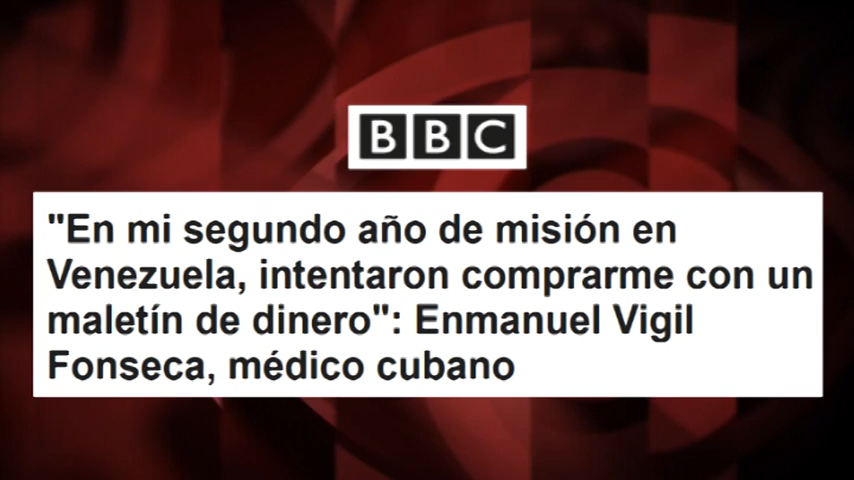 BBC
"En mi segundo año de misión en
Venezuela, intentaron comprarme con un
maletín de dinero": Enmanuel Vigil
Fonseca, médico cubano